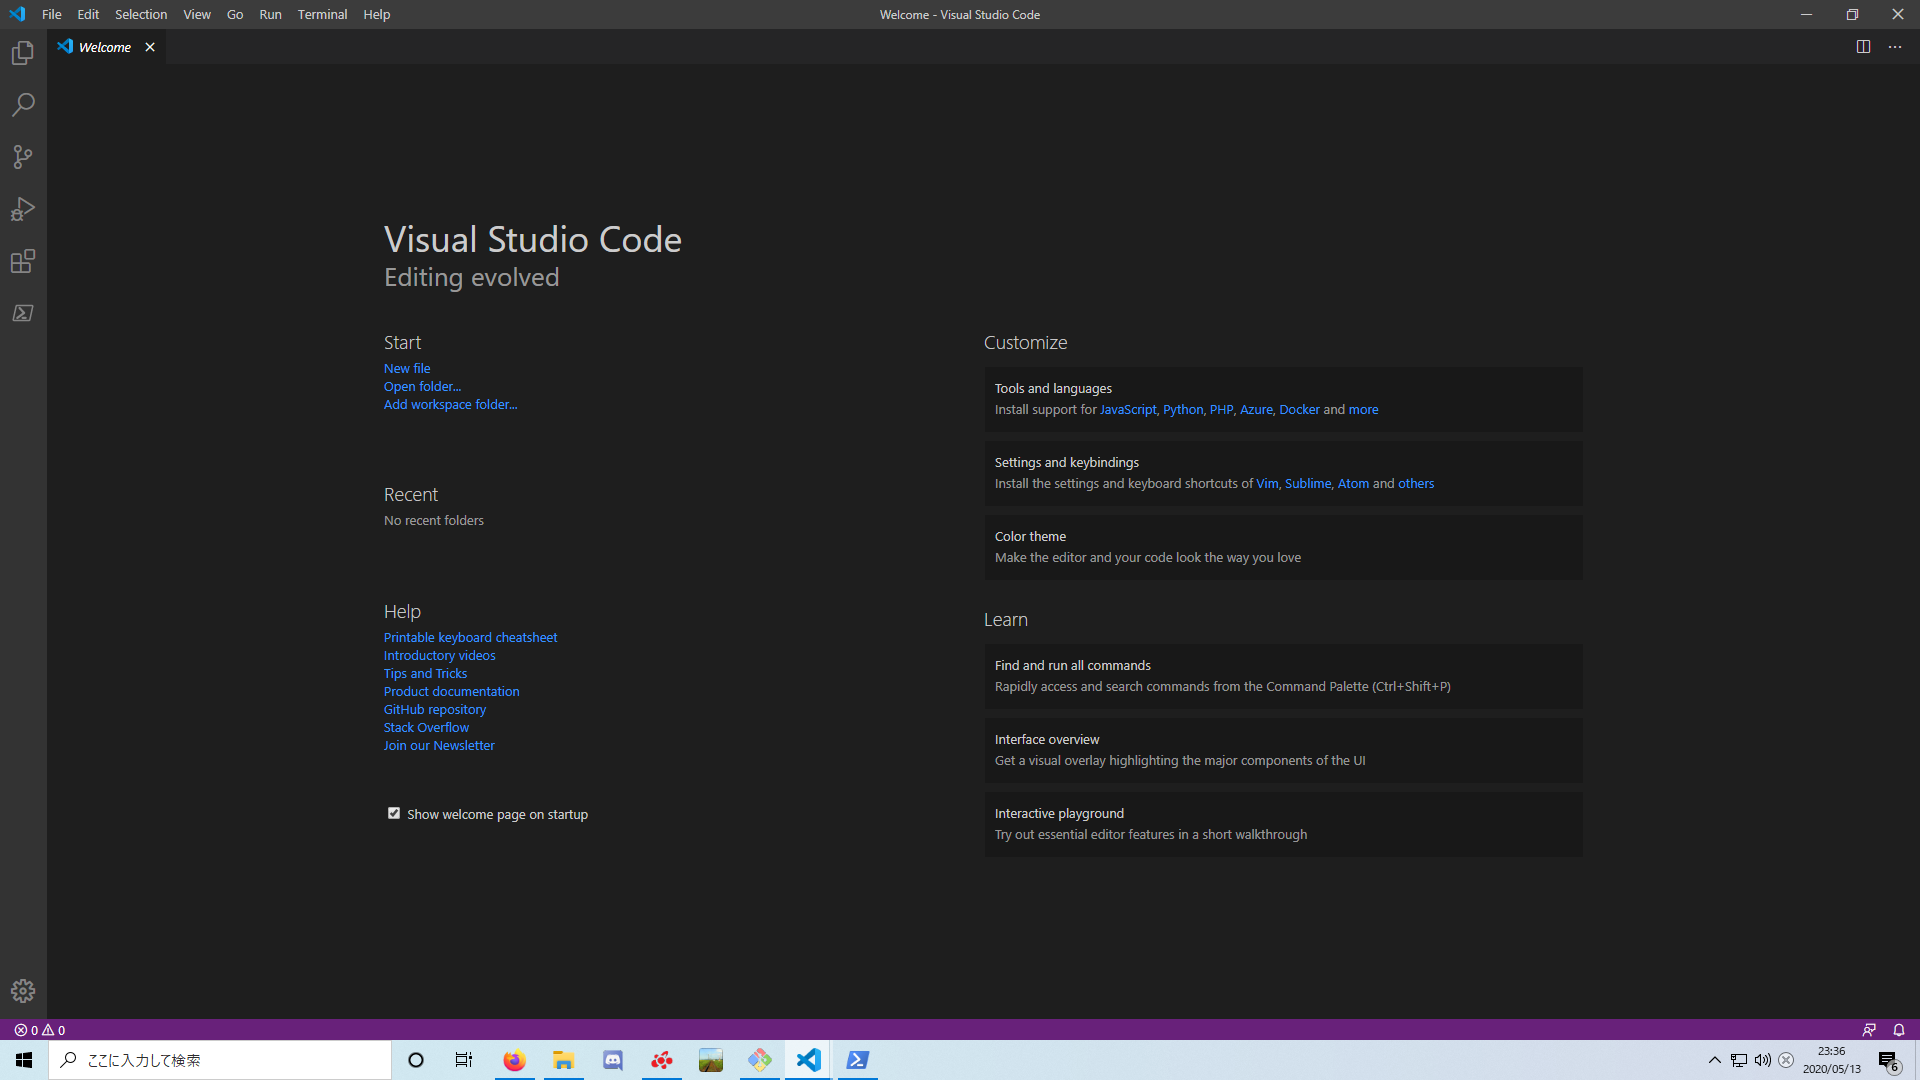 File Edit Selection View Go Run Terminal Help
Welcome - Visual Studio Code
Welcome
Visual Studio Code
Editing evolved
Start
New file
Open folder...
Add workspace folder...
Recent
No recent folders
Help
Printable keyboard cheatsheet
Introductory videos
Tips and Tricks
Product documentation
GitHub repository
Stack Overflow
Join our Newsletter
Show welcome page on startup
Customize
Tools and languages
Install support for JavaScript, Python, PHP, Azure, Docker and more
Settings and keybindings
Install the settings and keyboard shortcuts of Vim, Sublime, Atom and others
Color theme
Make the editor and your code look the way you love
Learn
Find and run all commands
Rapidly access and search commands from the Command Palette (Ctrl+Shift+P)
Interface overview
Get a visual overlay highlighting the major components of the UI
Interactive playground
Try out essential editor features in a short walkthrough
0 0
ここに入力して検索
23:36
2020/05/13
6